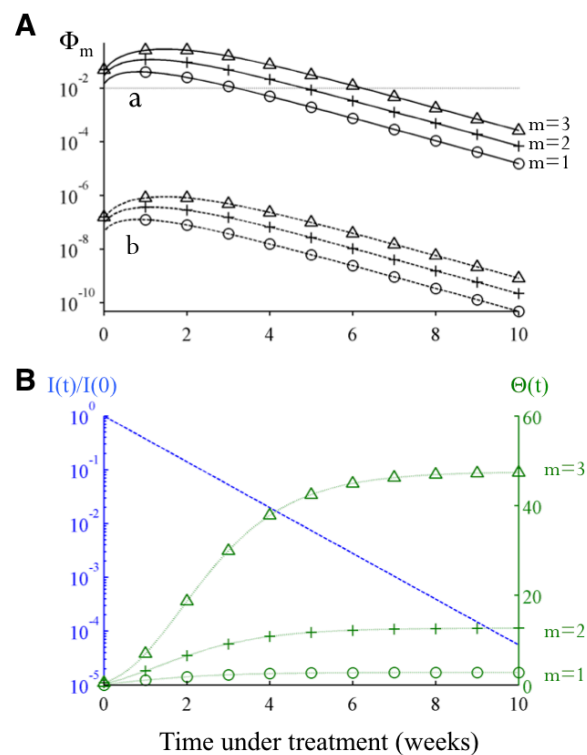 A
Φm
10-2
a
10-4
m=3
m=2
m=1
10-6
10-8
b
10-10
0 2 4 6 8 10
B
I(t)/I(0) Θ(t)
100 60
10-1
m=3
40
10-2
10-3
20
10-4
m=2
m=1
10-5 0
0 2 4 6 8 10
Time under treatment (weeks)